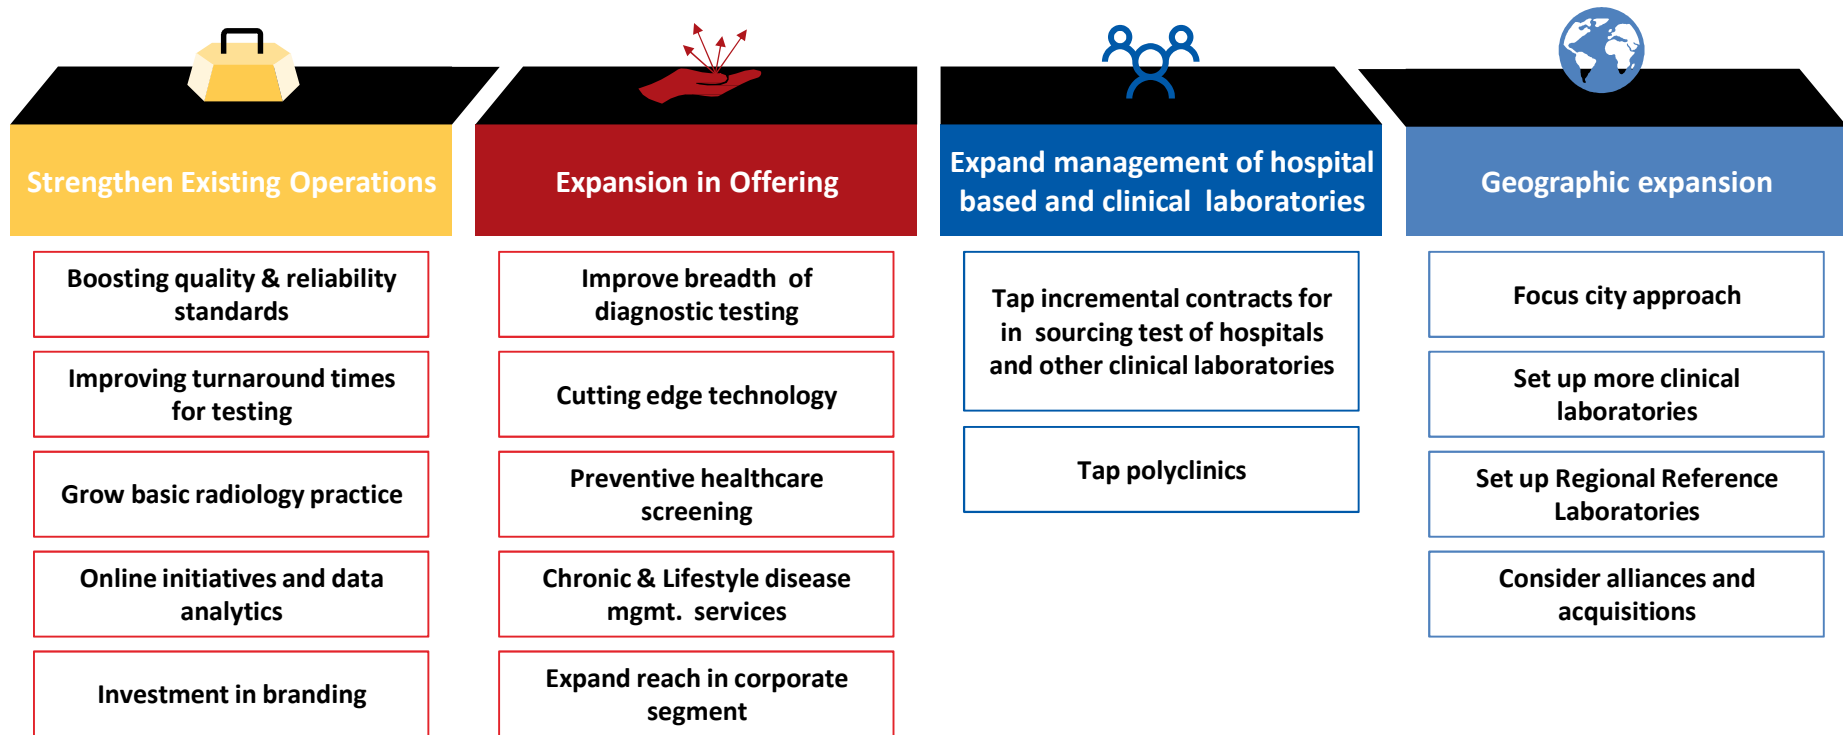 Strengthen Existing Operations
Boosting quality & reliability
standards
Improving turnaround times
for testing
Grow basic radiology practice
Online initiatives and data
analytics
Investment in branding
Expansion in Offering
Improve breadth of
diagnostic testing
Cutting edge technology
Preventive healthcare
screening
Chronic & Lifestyle disease
mgmt. services
Expand reach in corporate
segment
Expand management of hospital
based and clinical laboratories
Tap incremental contracts for
in sourcing test of hospitals
and other clinical laboratories
Tap polyclinics
Geographic expansion
Focus city approach
Set up more clinical
laboratories
Set up Regional Reference
Laboratories
Consider alliances and
acquisitions